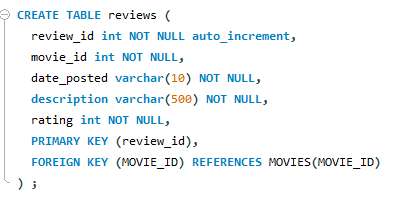 CREATE TABLE reviews (
review_id int NOT NULL auto_increment,
movie_id int NOT NULL,
date_posted varchar(10) NOT NULL,
description varchar(500) NOT NULL,
rating int NOT NULL,
PRIMARY KEY (review_id),
FOREIGN KEY (MOVIE_ID) REFERENCES MOVIES(MOVIE_ID)
) ;